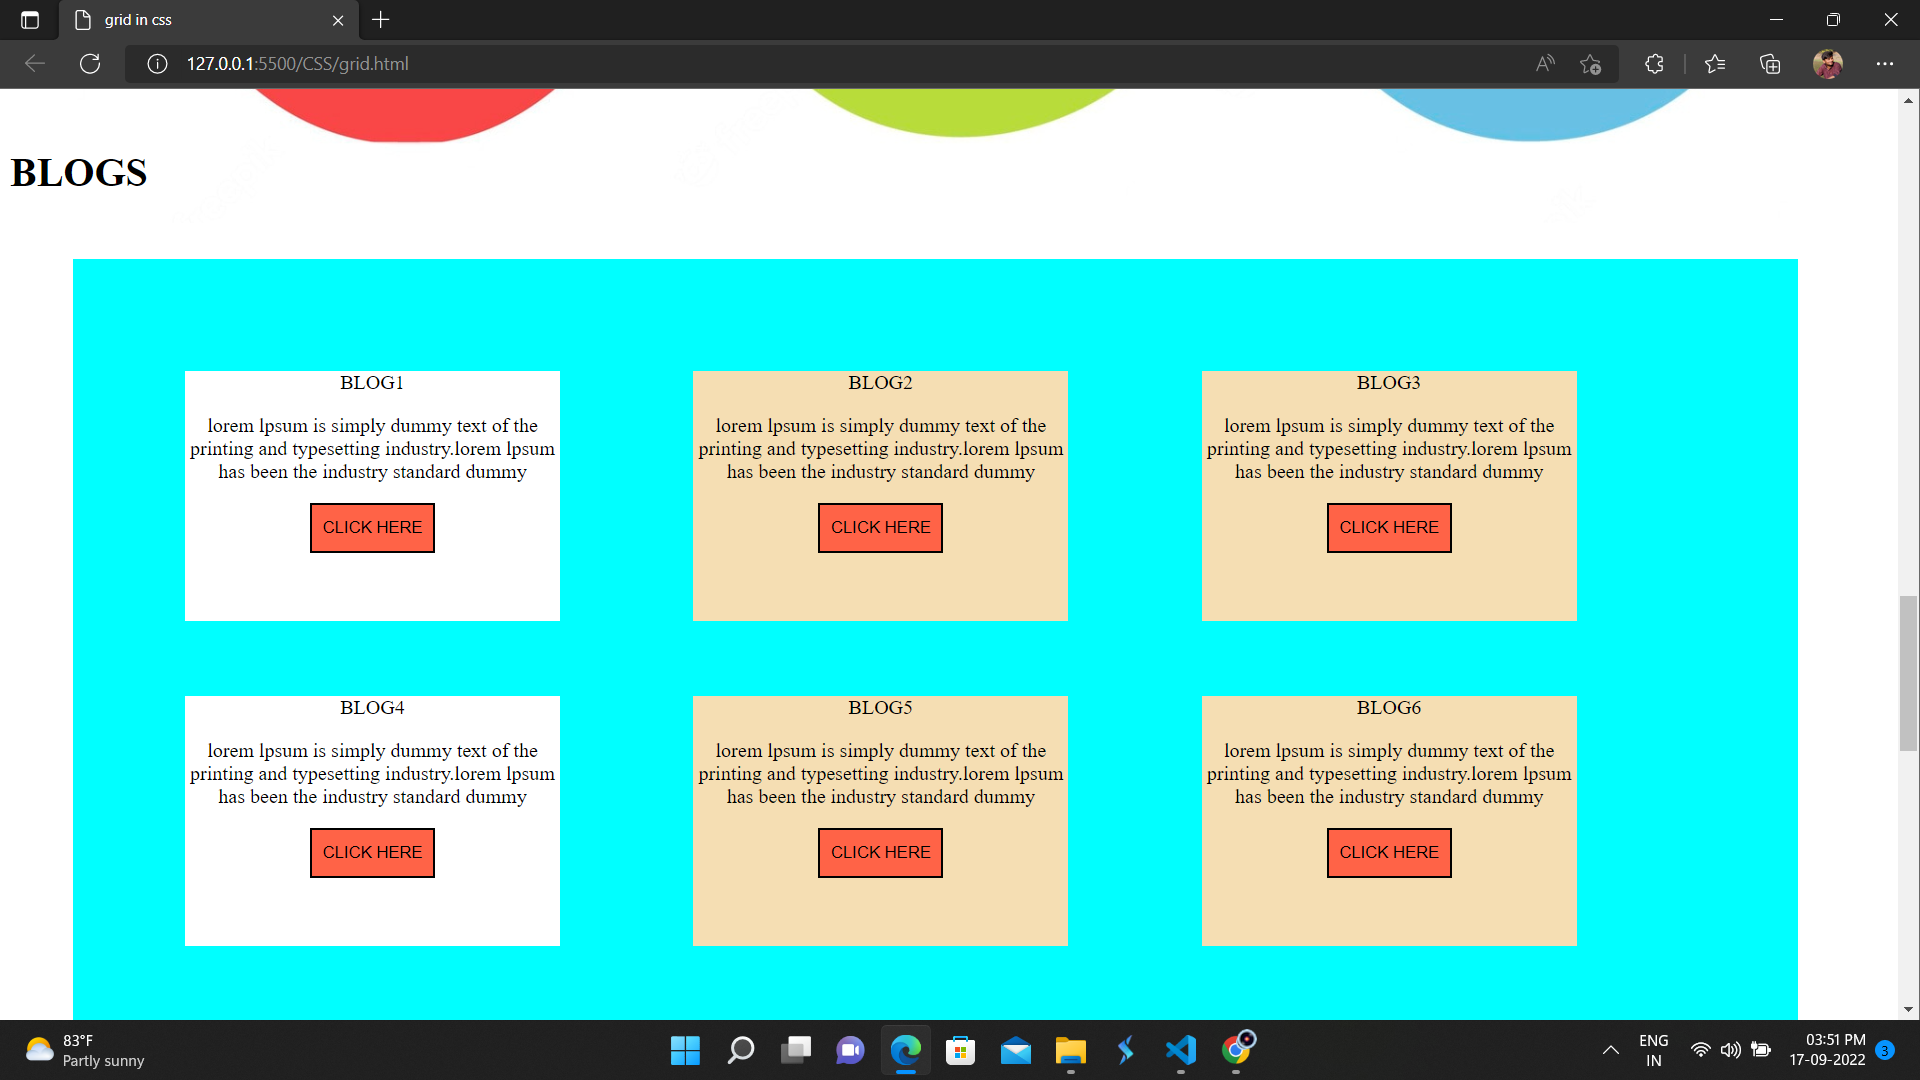 grid in css
127.0.0.1:5500/CSS/grid.html
BLOGS
BLOG1
lorem lpsum is simply dummy text of the
printing and typesetting industry.lorem lpsum
has been the industry standard dummy
CLICK HERE
BLOG2
lorem lpsum is simply dummy text of the
printing and typesetting industry.lorem lpsum
has been the industry standard dummy
CLICK HERE
BLOG3
lorem lpsum is simply dummy text of the
printing and typesetting industry.lorem lpsum
has been the industry standard dummy
CLICK HERE
BLOG4
lorem lpsum is simply dummy text of the
printing and typesetting industry.lorem lpsum
has been the industry standard dummy
CLICK HERE
BLOG5
lorem lpsum is simply dummy text of the
printing and typesetting industry.lorem lpsum
has been the industry standard dummy
CLICK HERE
BLOG6
lorem lpsum is simply dummy text of the
printing and typesetting industry.lorem lpsum
has been the industry standard dummy
CLICK HERE
83°F
Partly sunny
ENG
IN
03:51 PM
17-09-2022
3